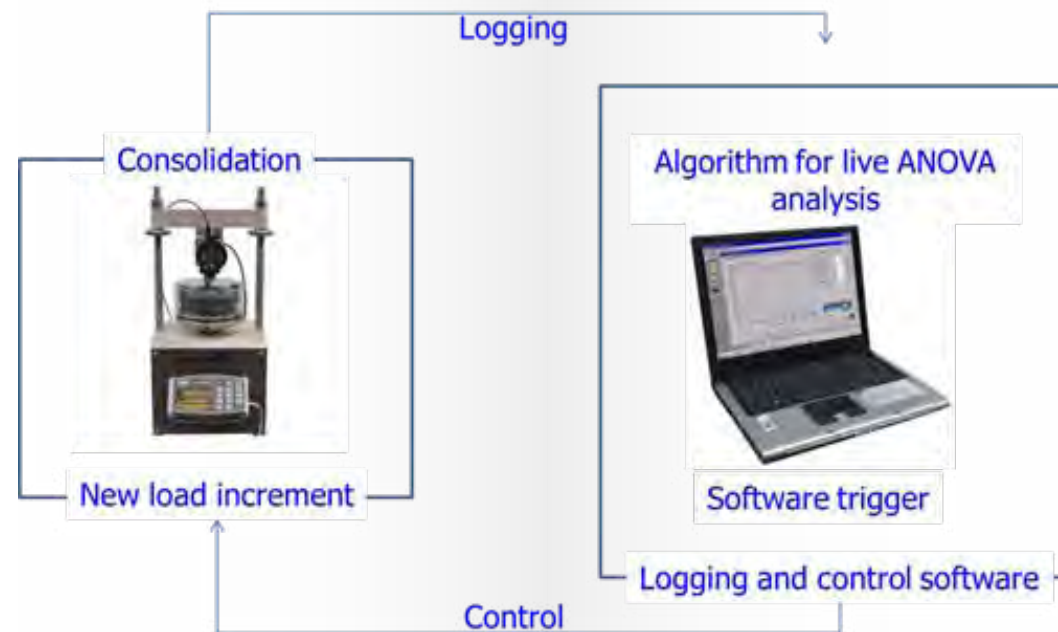 Logging
Consolidation
Algorithm for live ANOVA
analysis
New load increment
Software trigger
Logging and control software
Control